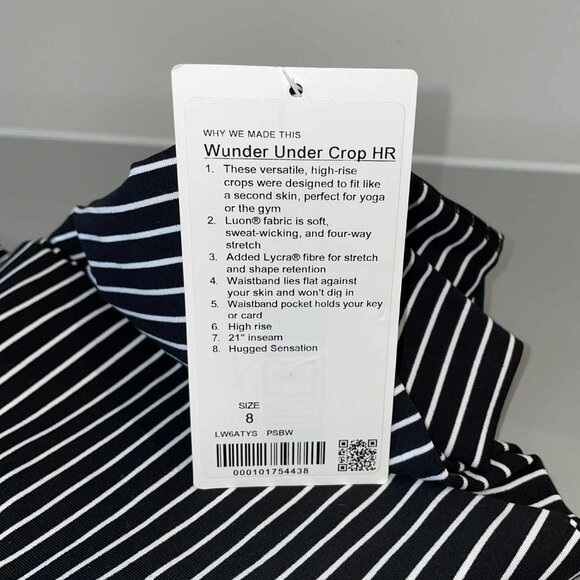 WHY WE MADE THIS
Wunder Under Crop HR
1. These versatile, high-rise
crops were designed to fit like
a second skin, perfect for yoga
or the gym
2. Luon® fabric is soft,
sweat-wicking, and four-way
stretch
3. Added Lycra® fibre for stretch
and shape retention
4. Waistband lies flat against
your skin and won't dig in
5. Waistband pocket holds your key
or card
6. High rise
7. 21" inseam
8. Hugged Sensation
SIZE
8
LW6ATYS PSBW
000101754438